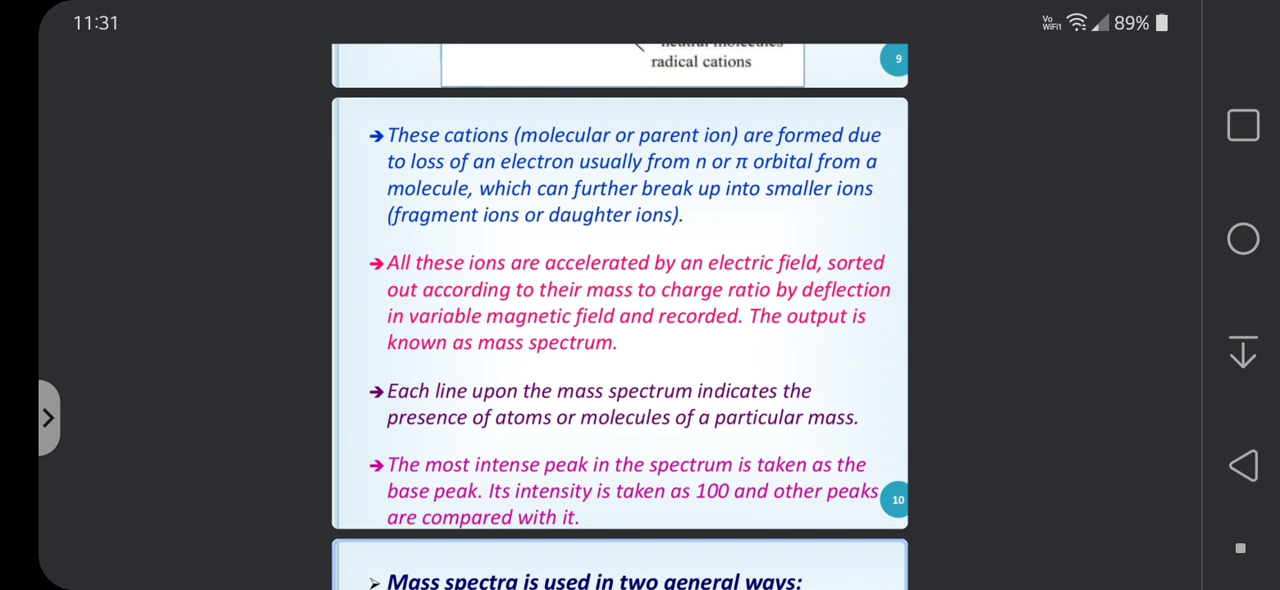 11:31
Vo
WiFi1
89%
neutral molecules
radical cations
9
➔ These cations (molecular or parent ion) are formed due
to loss of an electron usually from n or π orbital from a
molecule, which can further break up into smaller ions
(fragment ions or daughter ions).
➔ All these ions are accelerated by an electric field, sorted
out according to their mass to charge ratio by deflection
in variable magnetic field and recorded. The output is
known as mass spectrum.
➔ Each line upon the mass spectrum indicates the
presence of atoms or molecules of a particular mass.
➔ The most intense peak in the spectrum is taken as the
base peak. Its intensity is taken as 100 and other peaks
are compared with it.
10
➢ Mass spectra is used in two general ways: